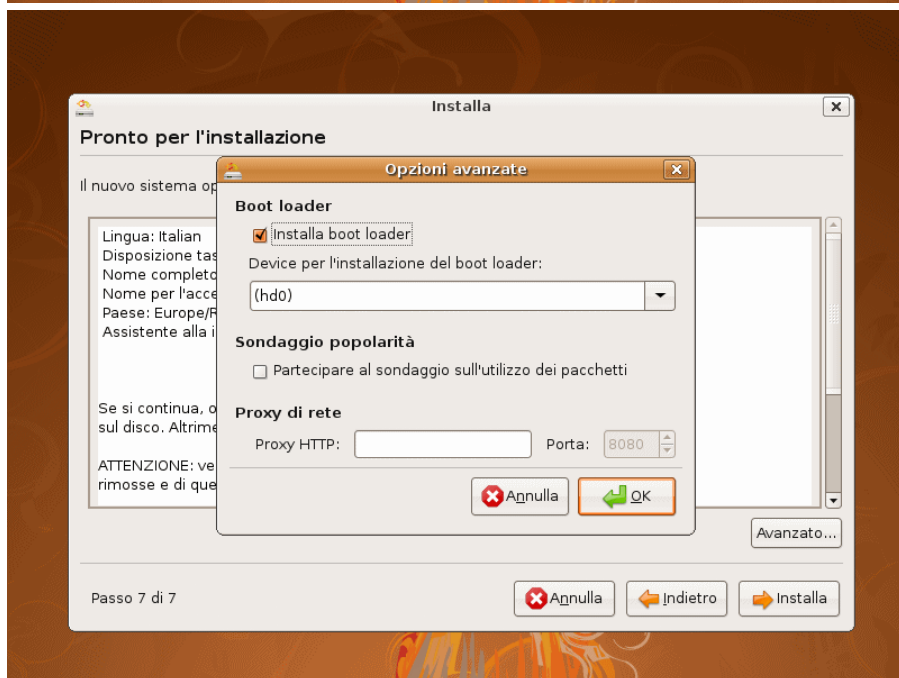 Installa
Pronto per l'installazione
Il nuovo sistema op
Lingua: Italian
Disposizione tas
Nome completo
Nome per l'acce
Paese: Europe/R
Assistente alla i
Se si continua, o
sul disco. Altrime
ATTENZIONE: ve
rimosse e di que
Opzioni avanzate
Boot loader
Installa boot loader
Device per l'installazione del boot loader:
(hd0)
Sondaggio popolarità
Partecipare al sondaggio sull'utilizzo dei pacchetti
Proxy di rete
Proxy HTTP: Porta: 8080
Annulla OK
Avanzato...
Passo 7 di 7 Annulla Indietro Installa